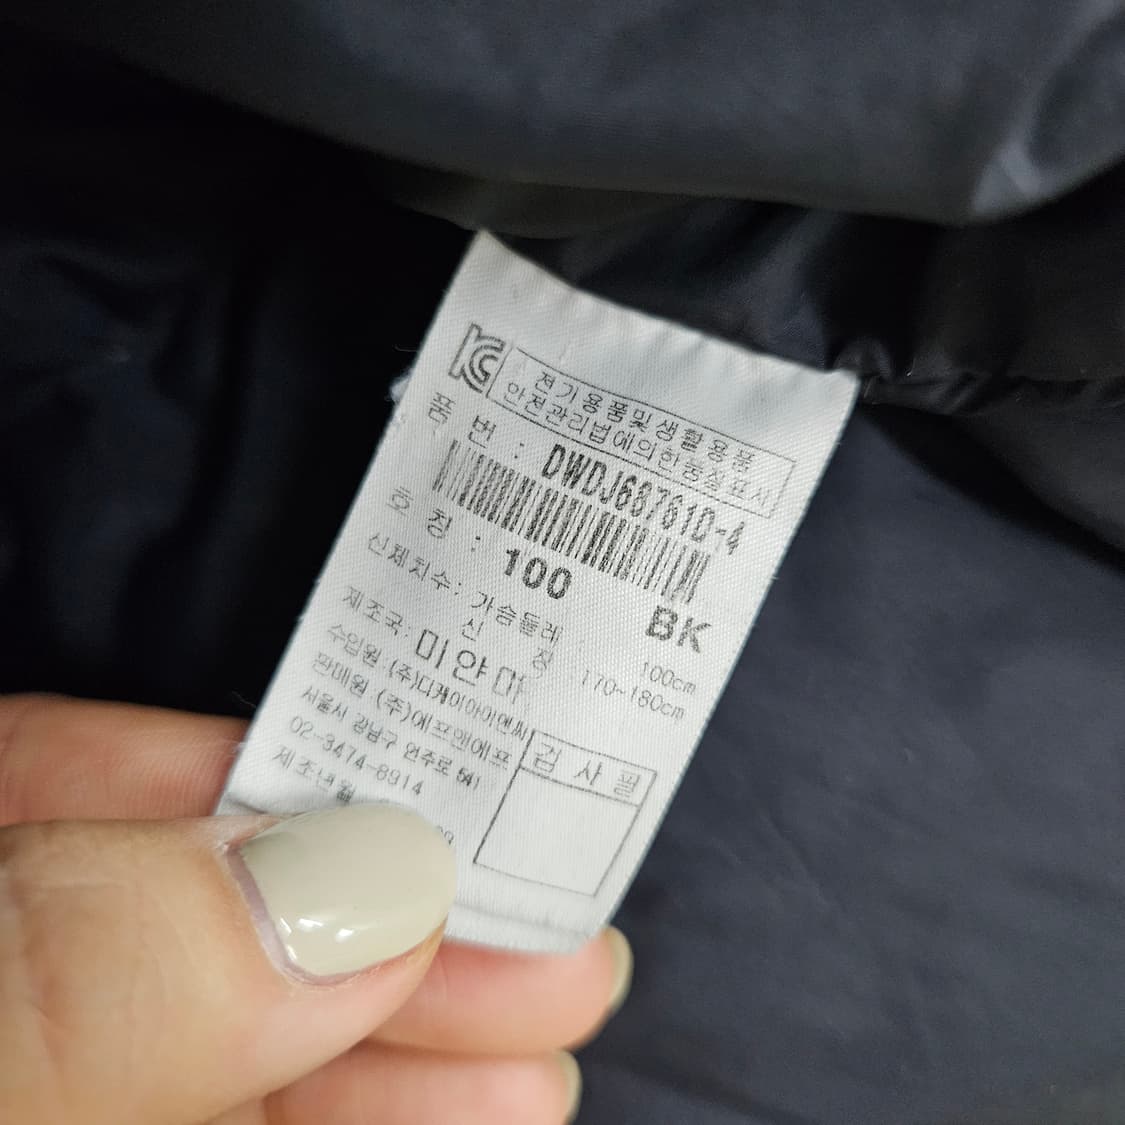 KC
전기용품및생활용품
안전관리법에의한품질표시
품 번 : DWDJ68761D-4
호 칭 : 100 BK
신체치수: 가슴둘레 : 100cm
신 장 : 170~180cm
제조국: 미얀마
수입원 (주)디케이아이앤씨
판매원 (주)에프앤에프
서울시 강남구 언주로 541
02-3474-8914
제조년월
검 사 필